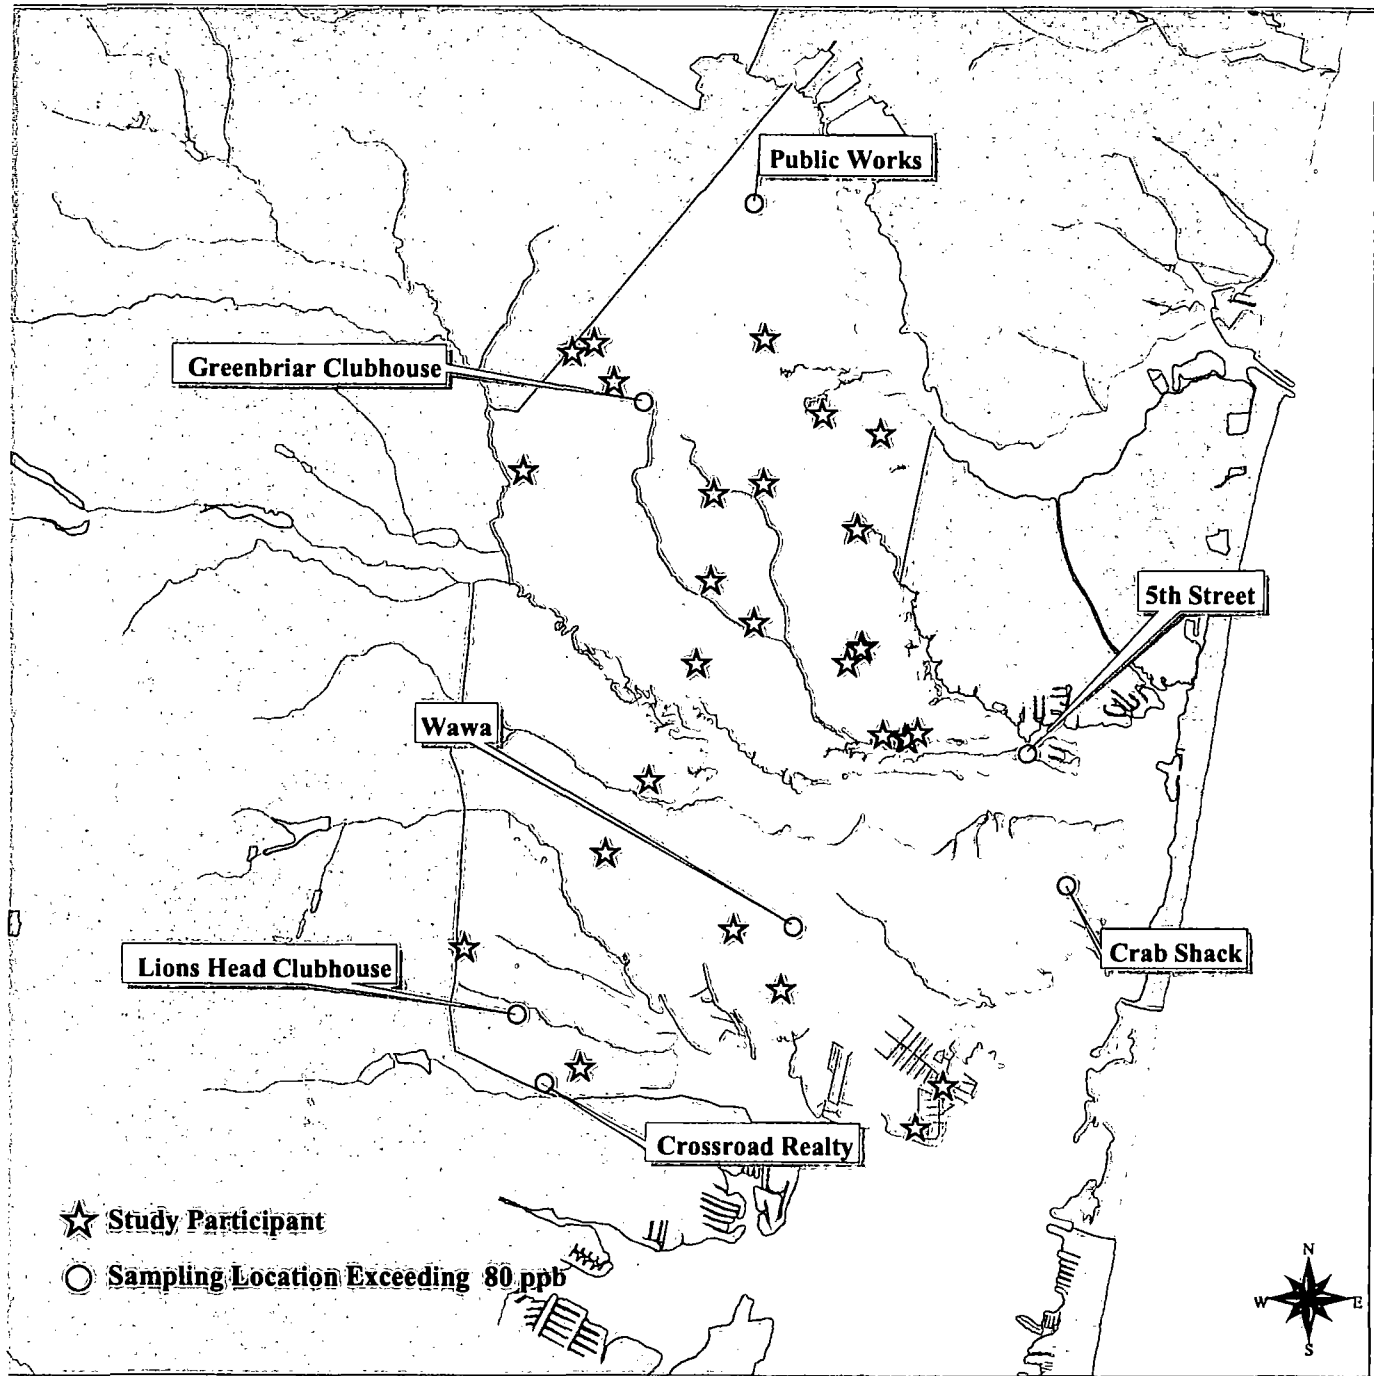 Public Works
Greenbriar Clubhouse
5th Street
Wawa
Lions Head Clubhouse
Crab Shack
Crossroad Realty
Study Participant
Sampling Location Exceeding 80 ppb
N
W E
S